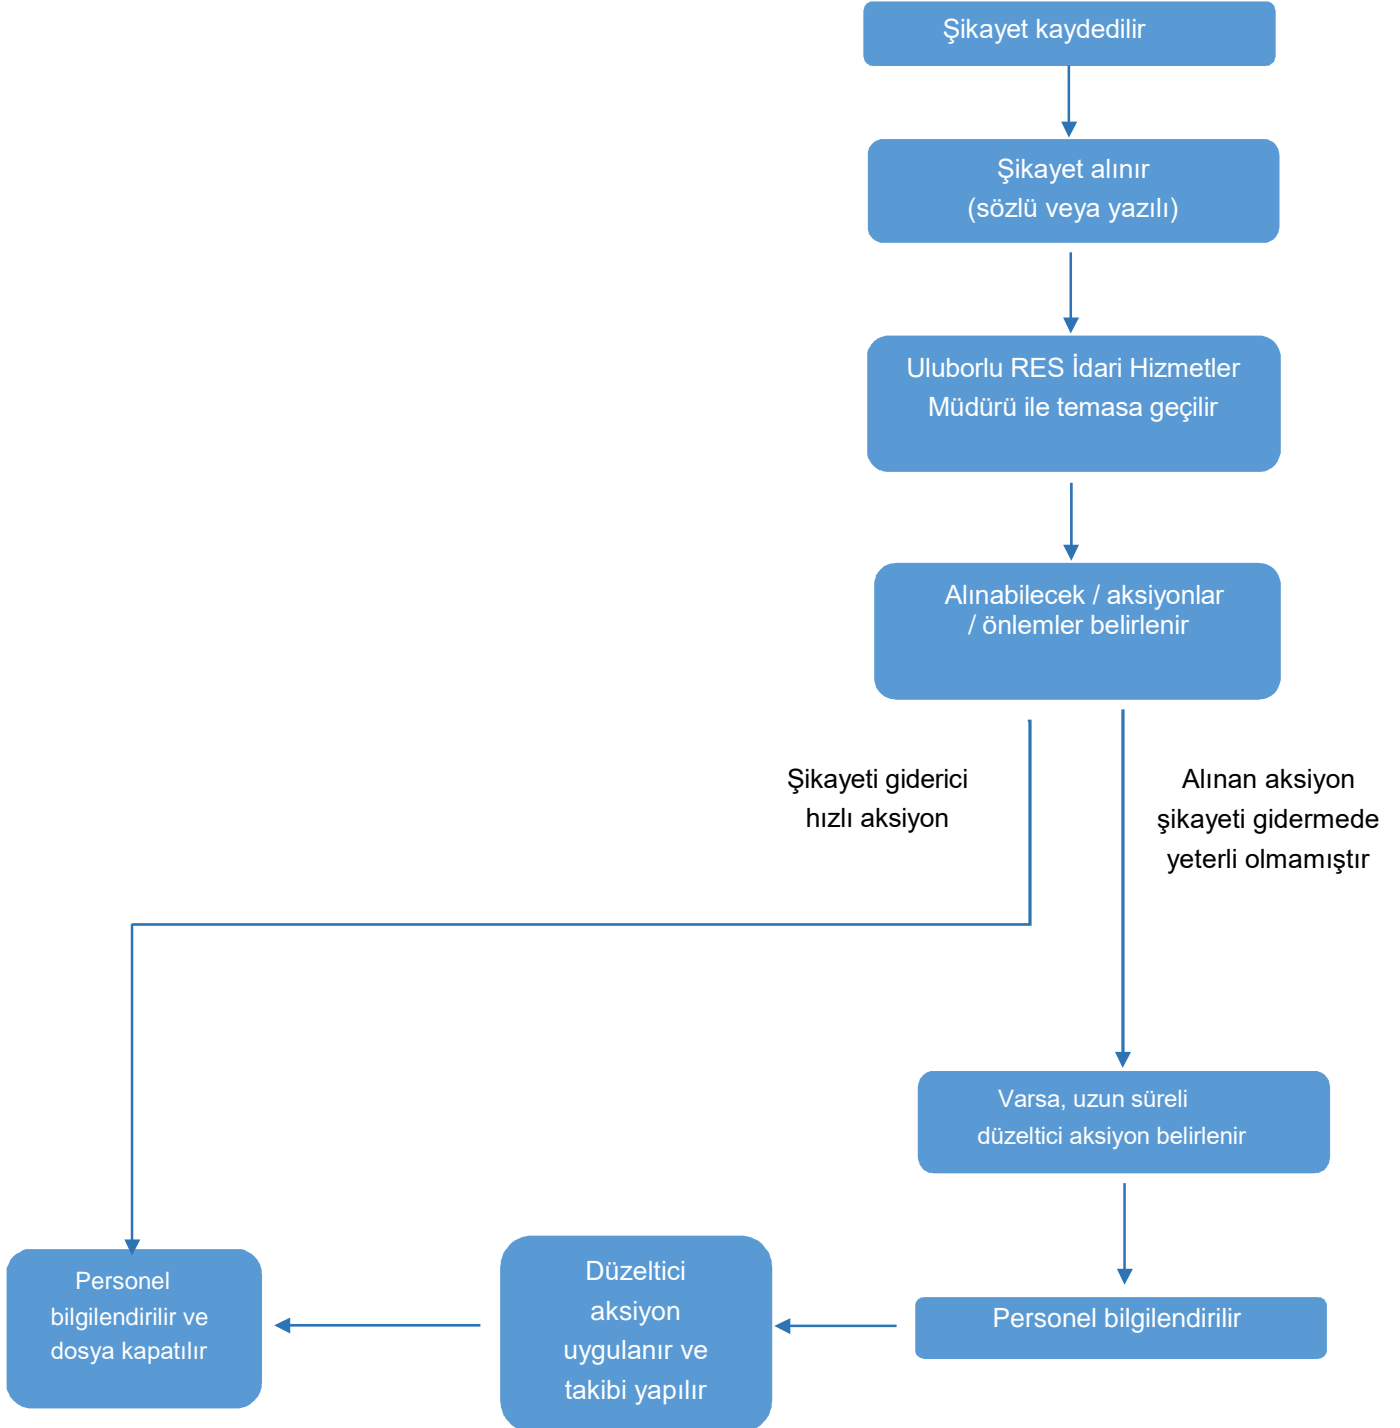 Şikayet kaydedilir
Şikayet alınır
(sözlü veya yazılı)
Uluborlu RES İdari Hizmetler
Müdürü ile temasa geçilir
Alınabilecek / aksiyonlar
/ önlemler belirlenir
Şikayeti giderici
hızlı aksiyon
Alınan aksiyon
şikayeti gidermede
yeterli olmamıştır
Varsa, uzun süreli
düzeltici aksiyon belirlenir
Personel bilgilendirilir
Düzeltici
aksiyon
uygulanır ve
takibi yapılır
Personel
bilgilendirilir ve
dosya kapatılır